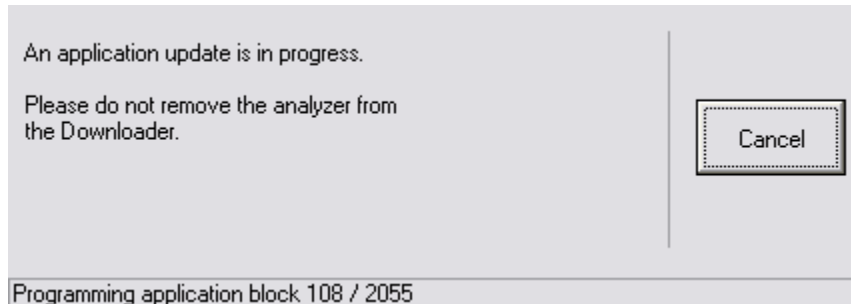 An application update is in progress.
Please do not remove the analyzer from
the Downloader.
Cancel
Programming application block 108 / 2055